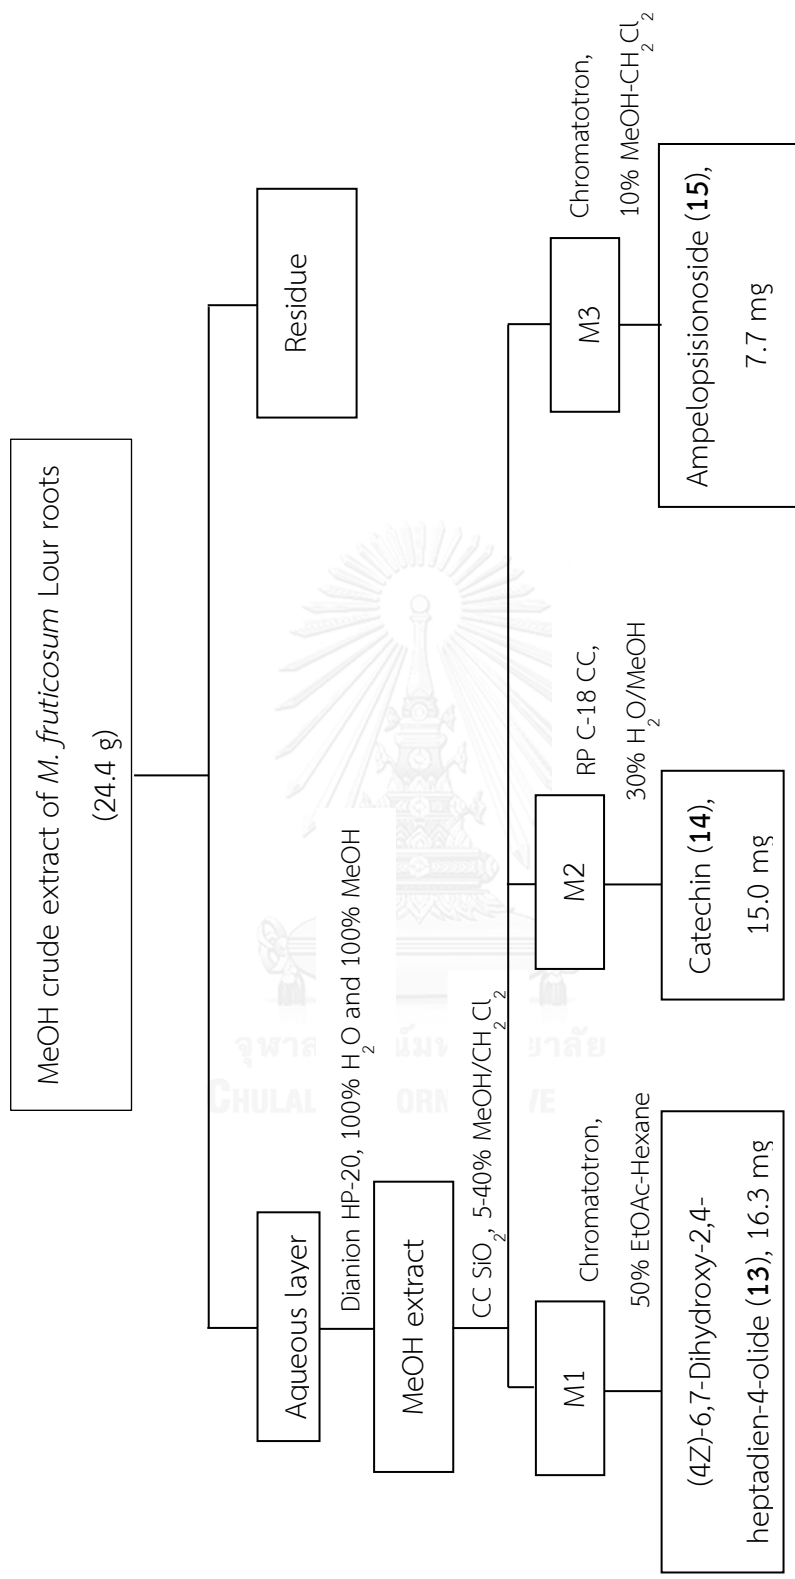 MeOH crude extract of M. fruticosum Lour roots
(24.4 g)
Aqueous layer
Residue
Dianion HP-20, 100% H2O and 100% MeOH
MeOH extract
CC SiO2, 5-40% MeOH/CH2Cl2
M1
Chromatotron,
50% EtOAc-Hexane
(4Z)-6,7-Dihydroxy-2,4-
heptadien-4-olide (13), 16.3 mg
M2
RP C-18 CC,
30% H2O/MeOH
Catechin (14),
15.0 mg
M3
Chromatotron,
10% MeOH-CH2Cl2
Ampelopsisionoside (15),
7.7 mg